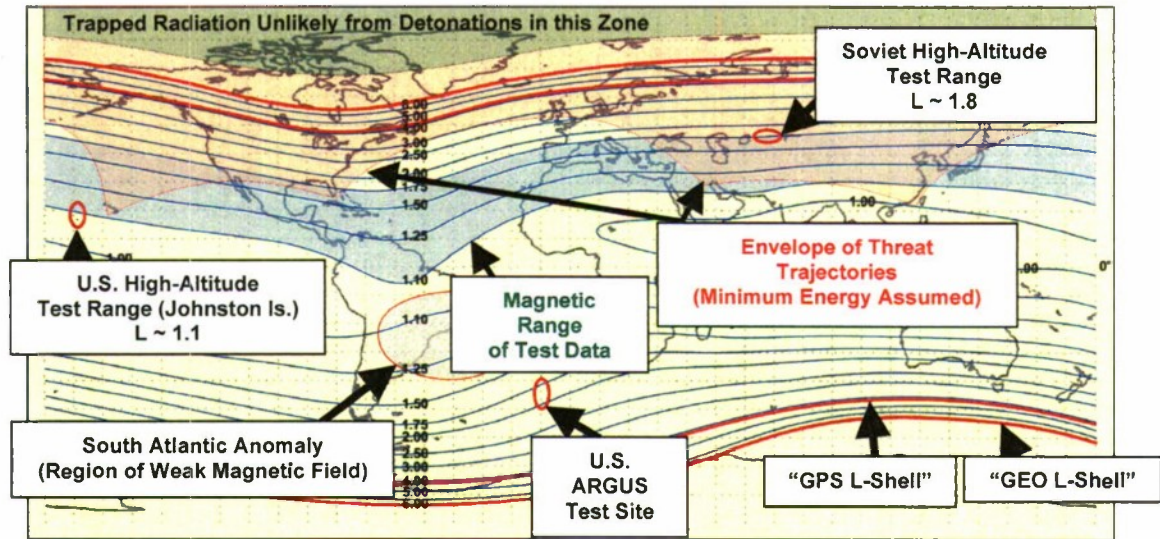 Trapped Radiation Unlikely from Detonations in this Zone
Soviet High-Altitude
Test Range
L ~ 1.8
2.50
1.75
1.50
1.25
1.10
1.00
U.S. High-Altitude
Test Range (Johnston Is.)
L ~ 1.1
Magnetic
Range
of Test Data
Envelope of Threat
Trajectories
(Minimum Energy Assumed)
.00
0°
1.10
1.25
1.50
1.75
2.00
2.50
3.00
4.00
5.00
6.00
South Atlantic Anomaly
(Region of Weak Magnetic Field)
U.S.
ARGUS
Test Site
"GPS L-Shell"
"GEO L-Shell"